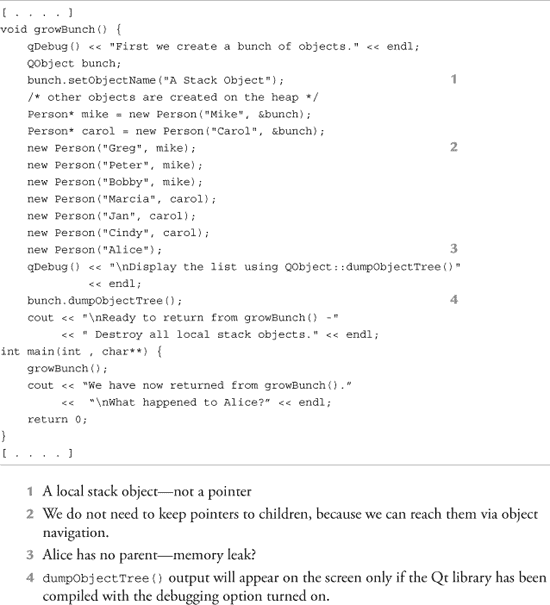 [ . . . . ]
void growBunch() {
    qDebug() << "First we create a bunch of objects." << endl;
    QObject bunch;
    bunch.setObjectName("A Stack Object");                    1
    /* other objects are created on the heap */
    Person* mike = new Person("Mike", &bunch);
    Person* carol = new Person("Carol", &bunch);
    new Person("Greg", mike);                                 2
    new Person("Peter", mike);
    new Person("Bobby", mike);
    new Person("Marcia", carol);
    new Person("Jan", carol);
    new Person("Cindy", carol);
    new Person("Alice");                                      3
    qDebug() << "\nDisplay the list using QObject::dumpObjectTree()"
             << endl;
    bunch.dumpObjectTree();                                   4
    cout << "\nReady to return from growBunch() -"
         << " Destroy all local stack objects." << endl;
int main(int , char**) {
    growBunch();
    cout << “We have now returned from growBunch().”
         <<  “\nWhat happened to Alice?” << endl;
    return 0;
}
[ . . . . ]
1 A local stack object—not a pointer
2 We do not need to keep pointers to children, because we can reach them via object
navigation.
3 Alice has no parent—memory leak?
4 dumpObjectTree() output will appear on the screen only if the Qt library has been
compiled with the debugging option turned on.